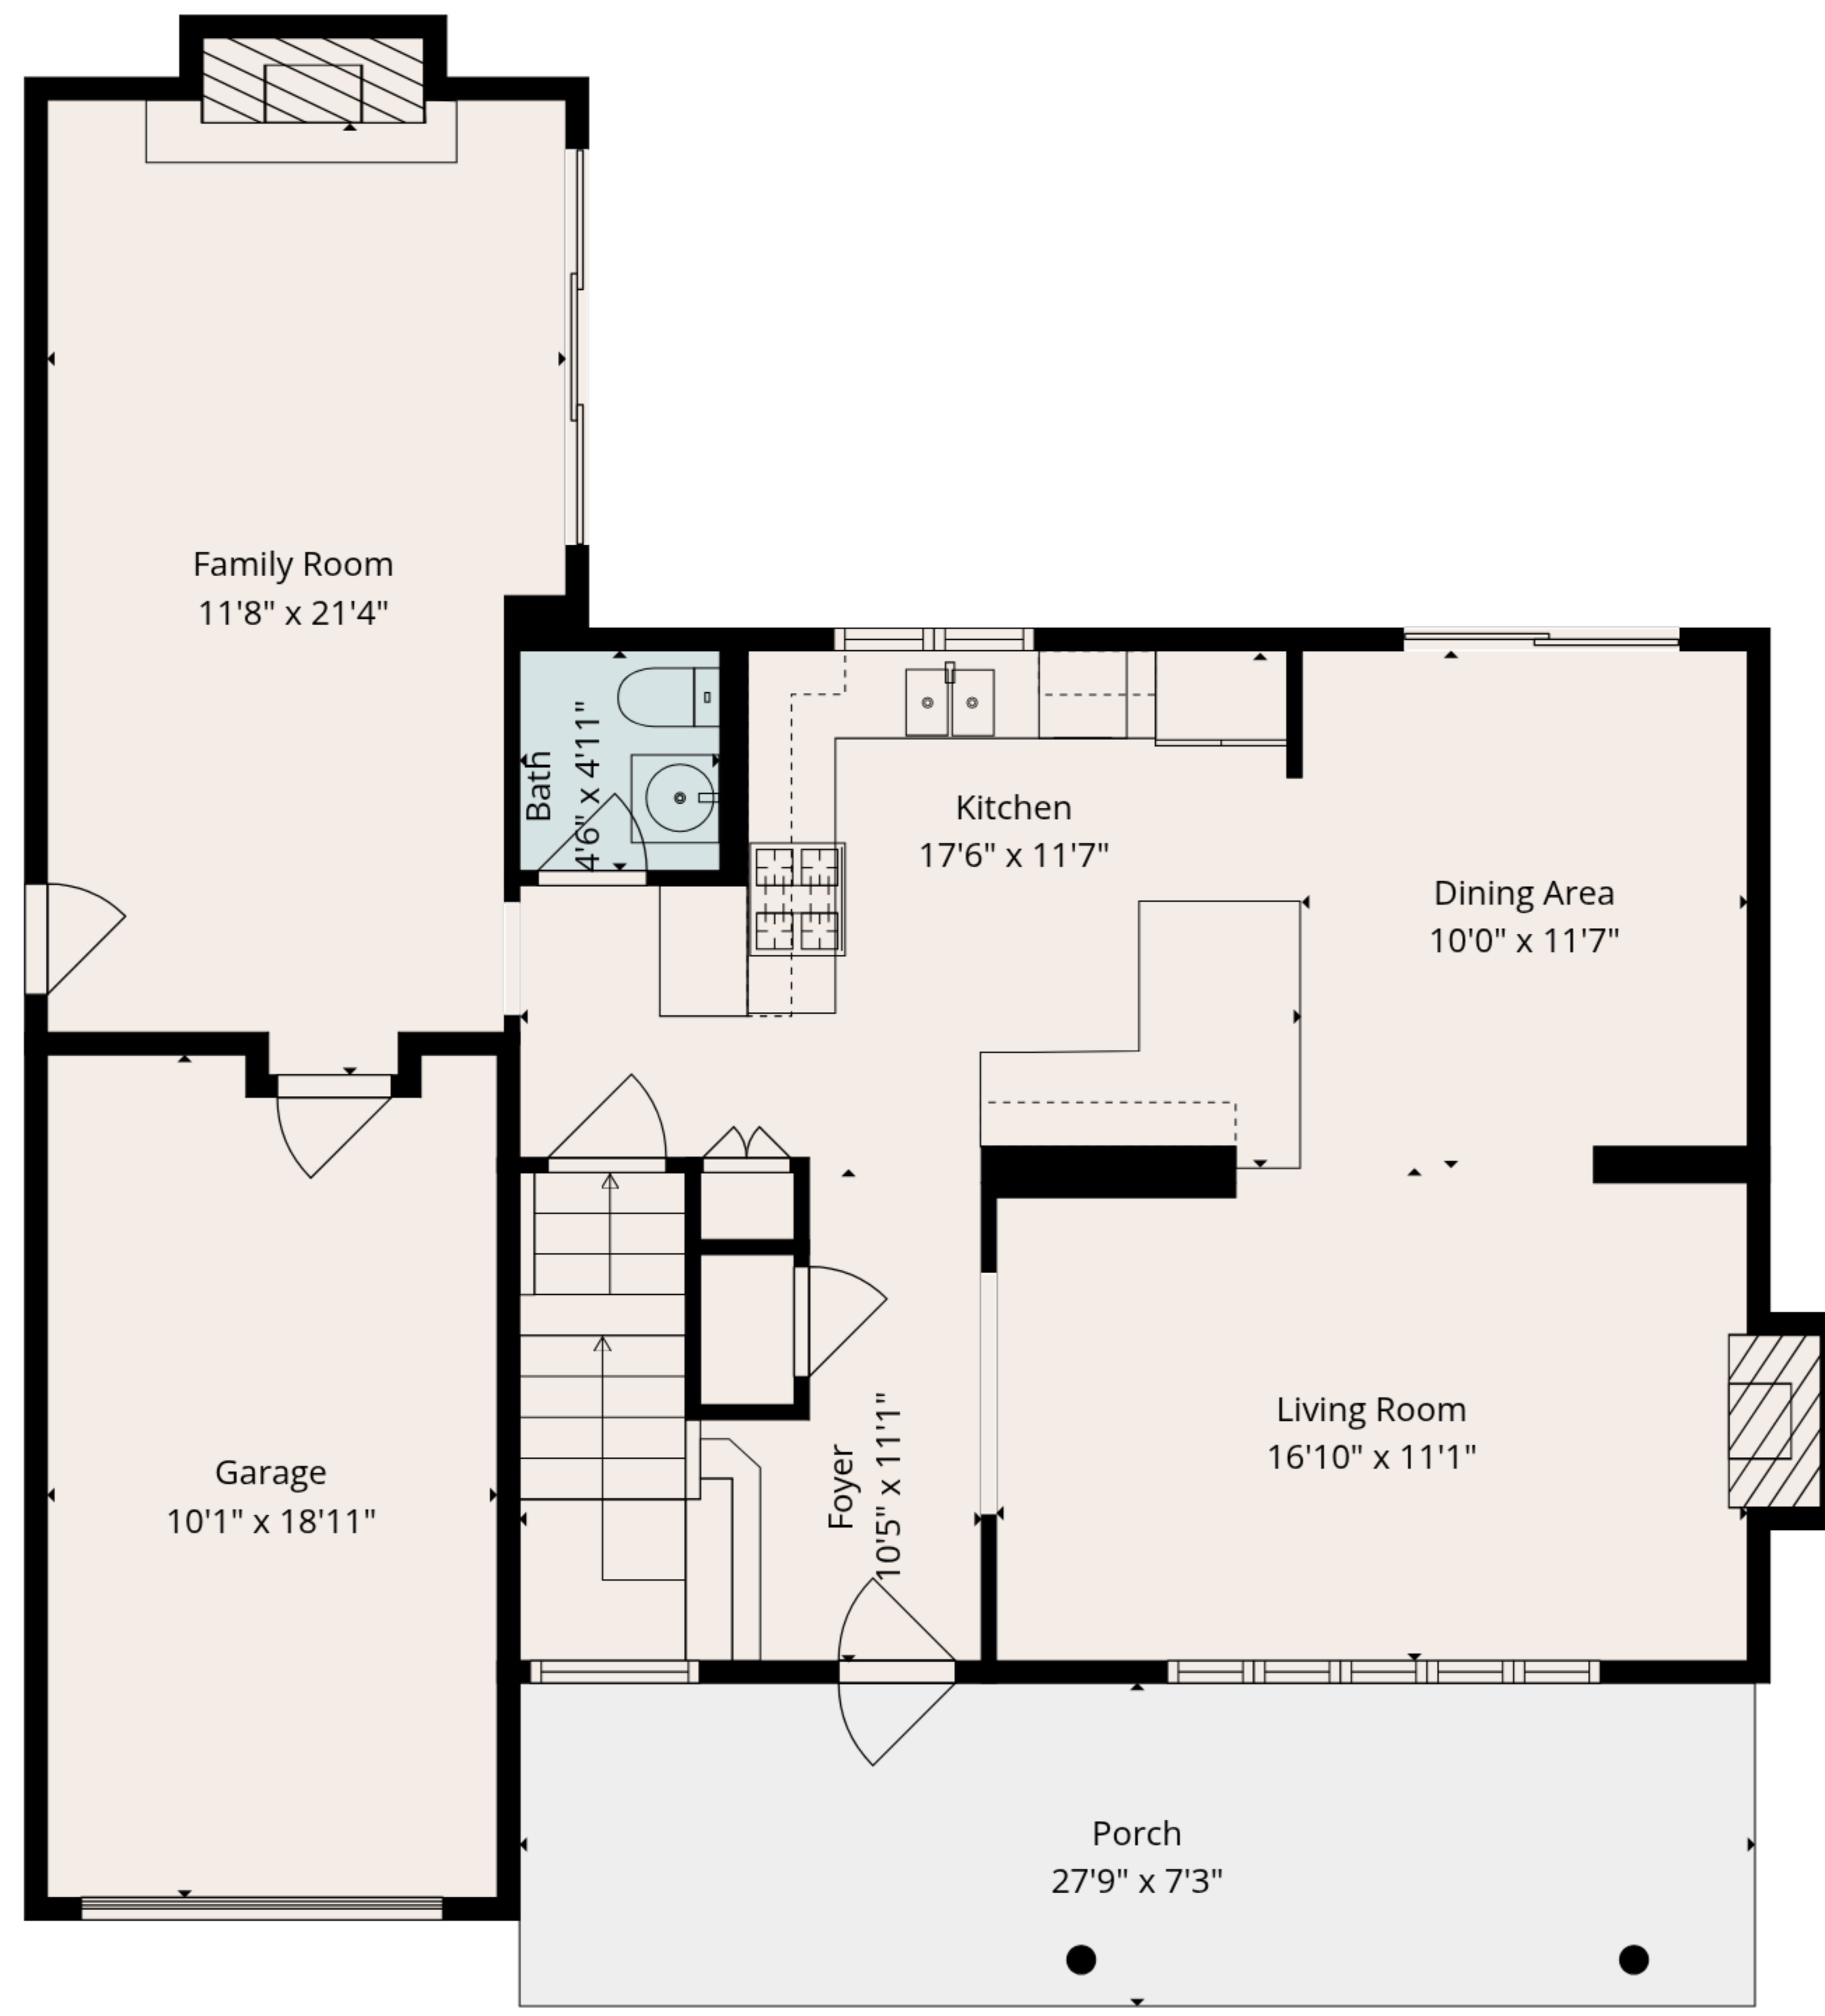 Family Room
11'8" x 21'4"
Bath
4'6" x 4'11"
Kitchen
17'6" x 11'7"
Dining Area
10'0" x 11'7"
Living Room
16'10" x 11'1"
Foyer
10'5" x 11'1"
Garage
10'1" x 18'11"
Porch
27'9" x 7'3"